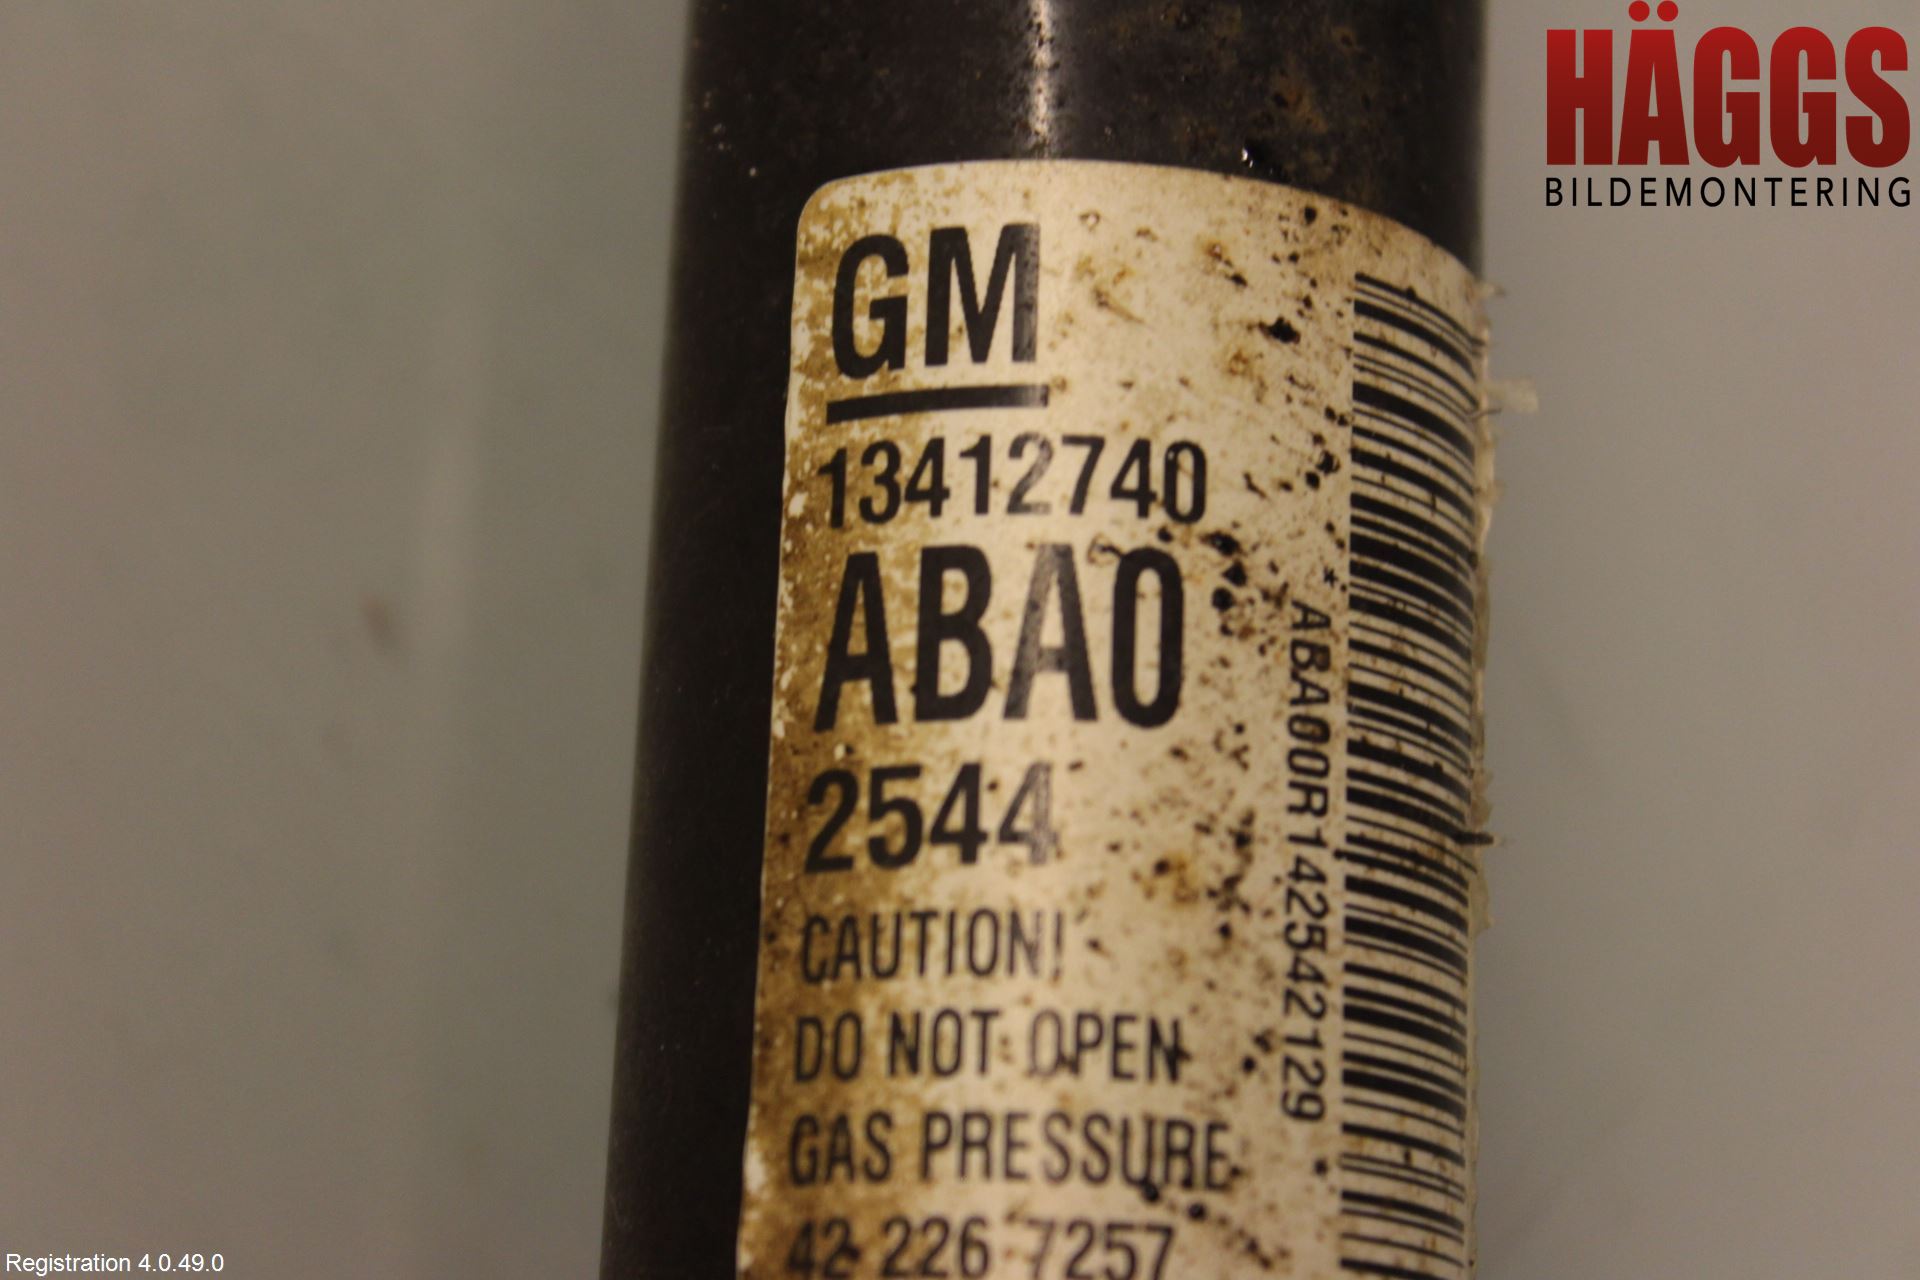 HÄGGS
BILDEMONTERING
GM
13412740
ABA0
2544
CAUTION!
DO NOT OPEN
GAS PRESSURE
42 226 7257
*ABA00R142542129*
Registration 4.0.49.0